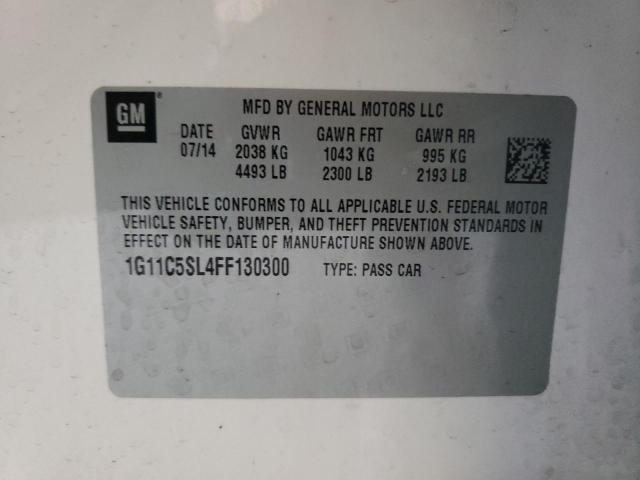 GM ®
MFD BY GENERAL MOTORS LLC
DATE GVWR GAWR FRT GAWR RR
07/14 2038 KG 1043 KG 995 KG
4493 LB 2300 LB 2193 LB
THIS VEHICLE CONFORMS TO ALL APPLICABLE U.S. FEDERAL MOTOR
VEHICLE SAFETY, BUMPER, AND THEFT PREVENTION STANDARDS IN
EFFECT ON THE DATE OF MANUFACTURE SHOWN ABOVE.
1G11C5SL4FF130300 TYPE: PASS CAR